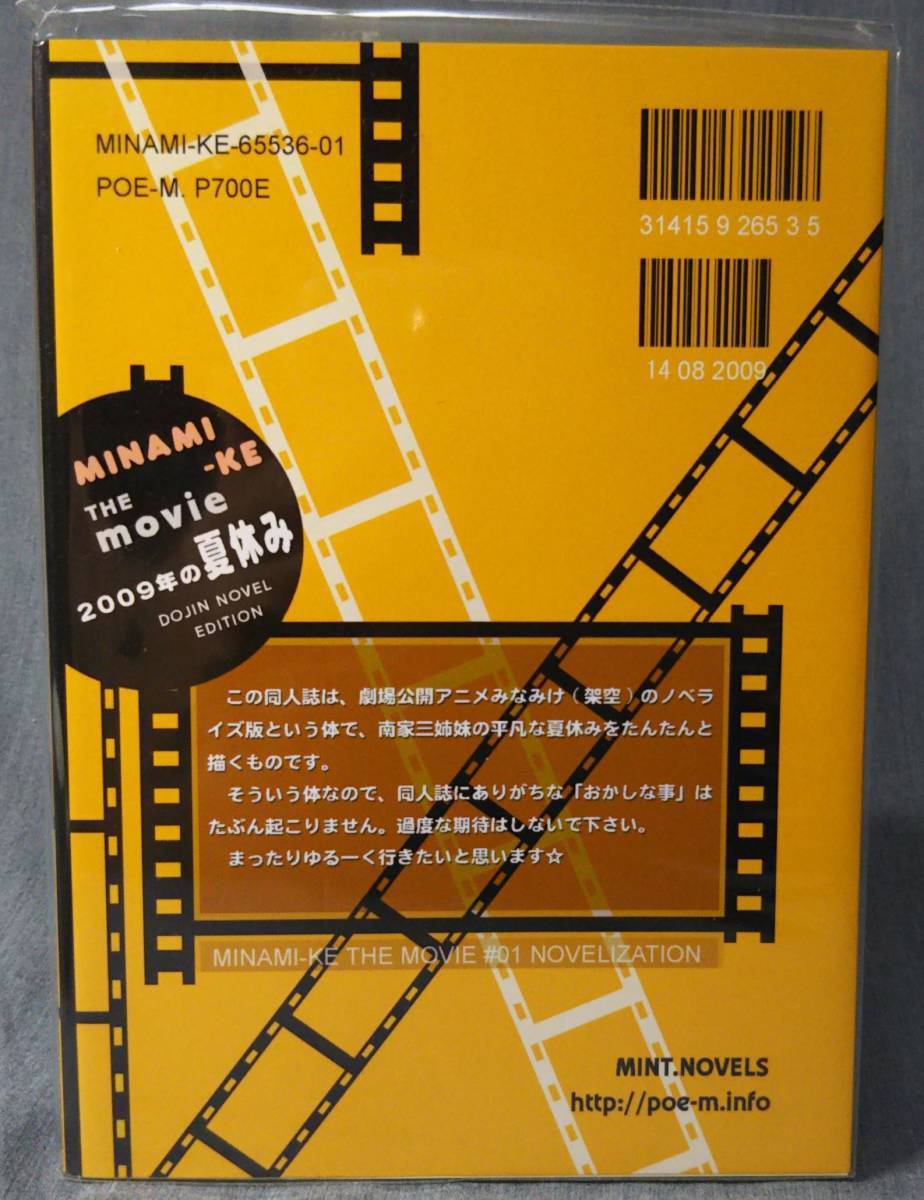 MINAMI-KE-65536-01
POE-M. P700E
31415 9 265 3 5
14 08 2009
MINAMI
-KE
THE
movie
2009年の夏休み
DOJIN NOVEL
EDITION
この同人誌は、劇場公開アニメみなみけ(架空)のノベラ
イズ版という体で、南家三姉妹の平凡な夏休みをたんたんと
描くものです。
そういう体なので、同人誌にありがちな「おかしな事」は
たぶん起こりません。過度な期待はしないで下さい。
まったりゆるーく行きたいと思います☆
MINAMI-KE THE MOVIE #01 NOVELIZATION
MINT.NOVELS
http://poe-m.info